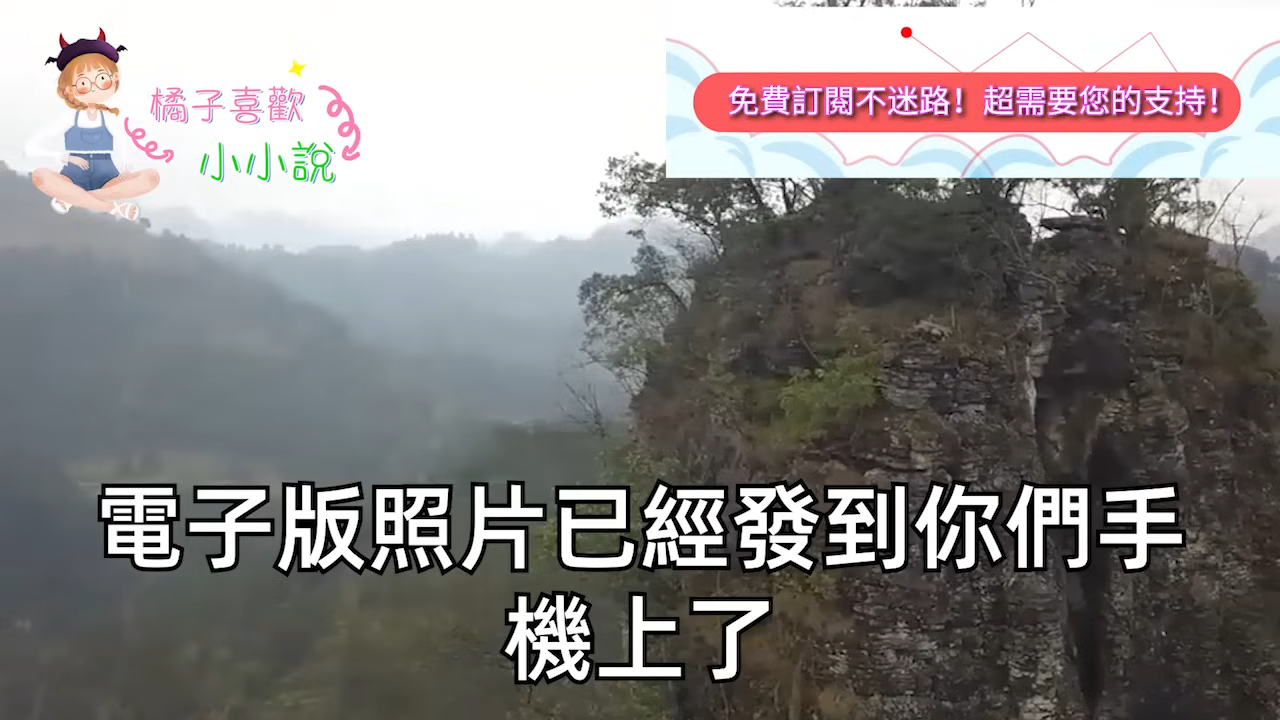 橘子喜歡
小小說
免費訂閱不迷路！超需要您的支持！
電子版照片已經發到你們手
機上了